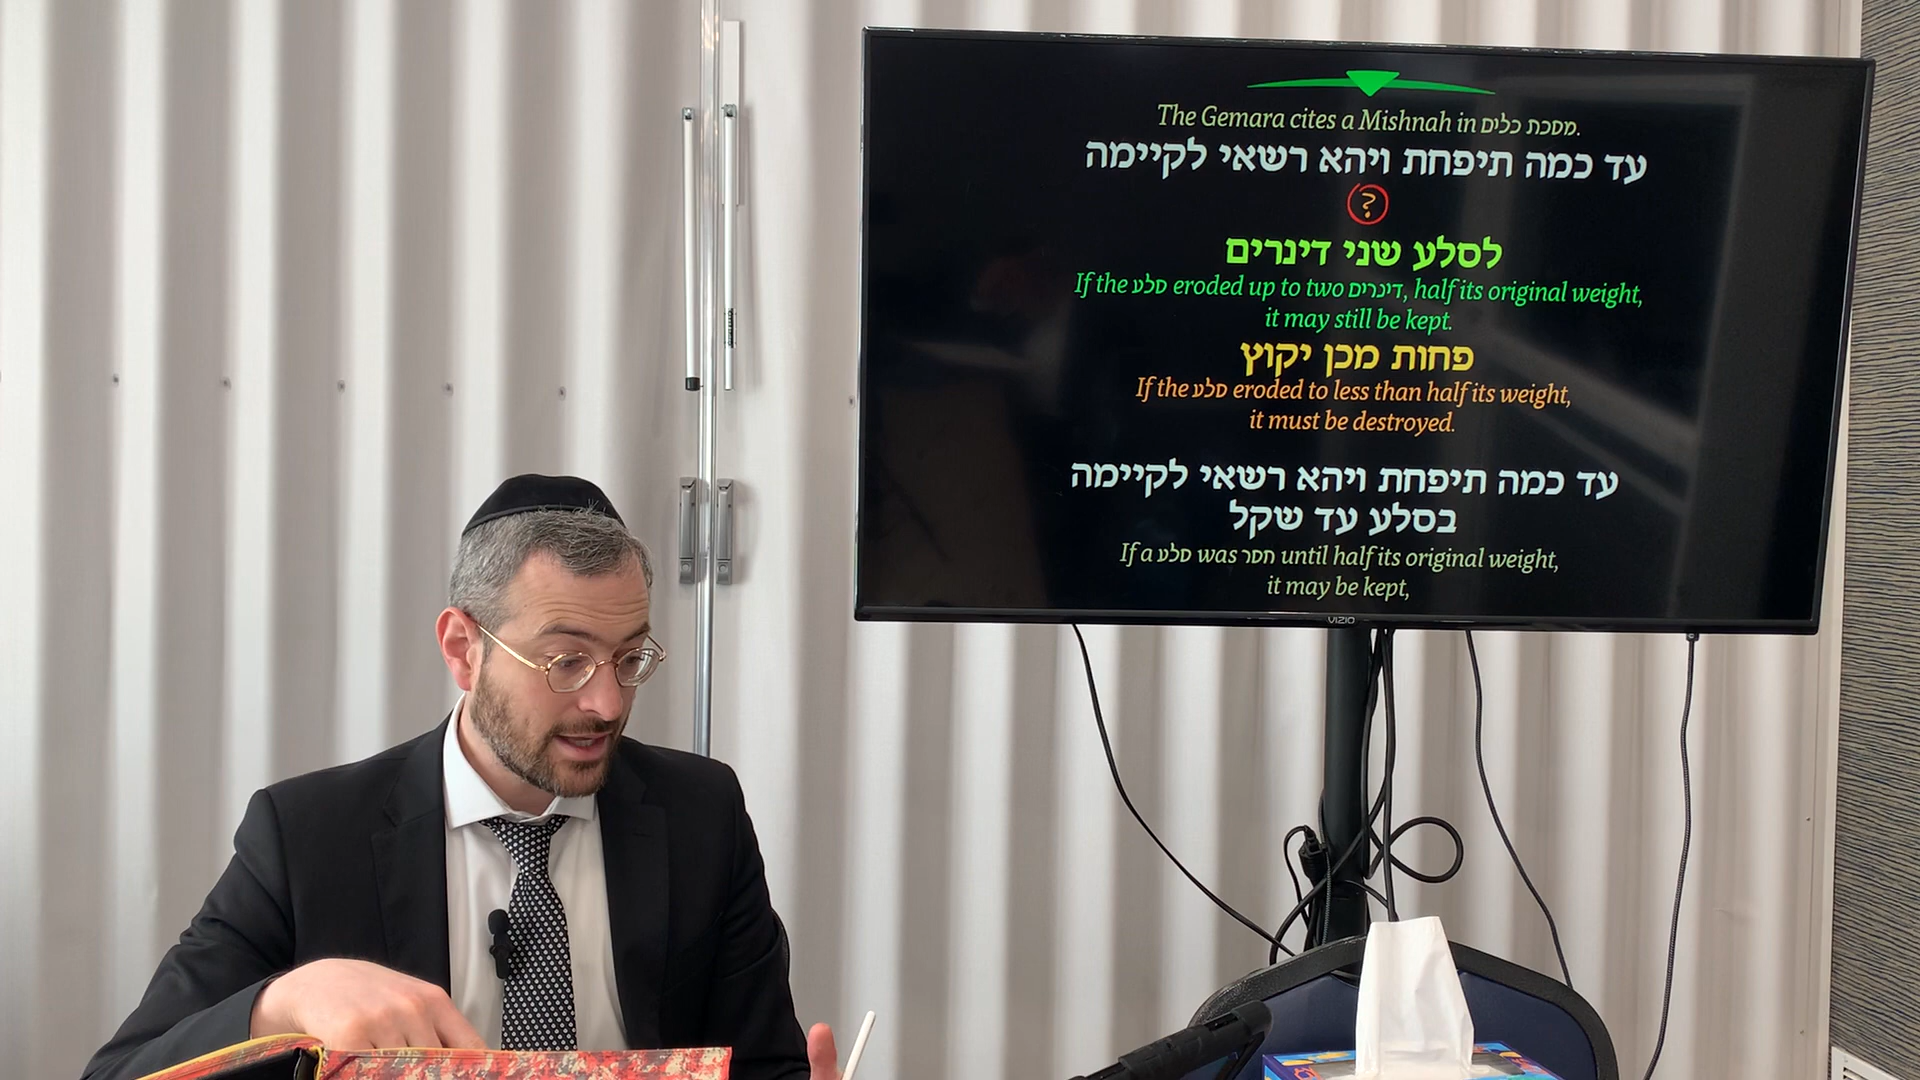 The Gemara cites a Mishnah in מסכת כלים.
עד כמה תיפחת ויהא רשאי לקיימה
?
לסלע שני דינרים
If the סלע eroded up to two דינרים, half its original weight,
it may still be kept.
פחות מכן יקוץ
If the סלע eroded to less than half its weight,
it must be destroyed.
עד כמה תיפחת ויהא רשאי לקיימה
בסלע עד שקל
If a סלע was חסר until half its original weight,
it may be kept,
VIZIO